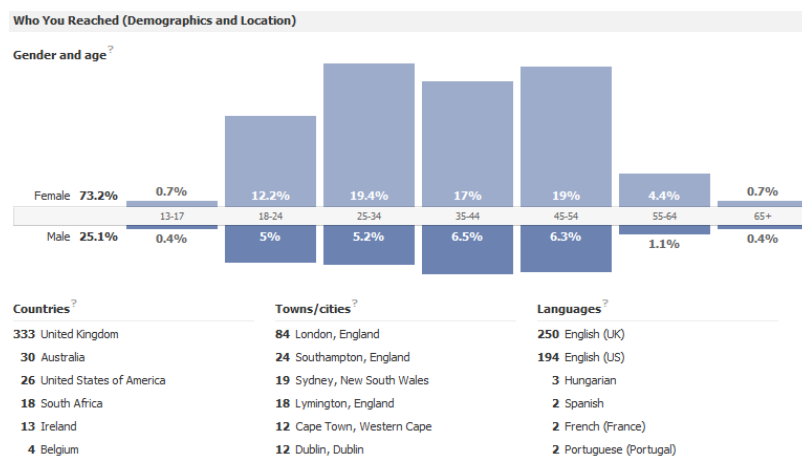 Who You Reached (Demographics and Location)
Gender and age?
Female 73.2% 0.7% 12.2% 19.4% 17% 19% 4.4% 0.7%
13-17 18-24 25-34 35-44 45-54 55-64 65+
Male 25.1% 0.4% 5% 5.2% 6.5% 6.3% 1.1% 0.4%
Countries? Towns/cities? Languages?
333 United Kingdom 84 London, England 250 English (UK)
30 Australia 24 Southampton, England 194 English (US)
26 United States of America 19 Sydney, New South Wales 3 Hungarian
18 South Africa 18 Lymington, England 2 Spanish
13 Ireland 12 Cape Town, Western Cape 2 French (France)
4 Belgium 12 Dublin, Dublin 2 Portuguese (Portugal)